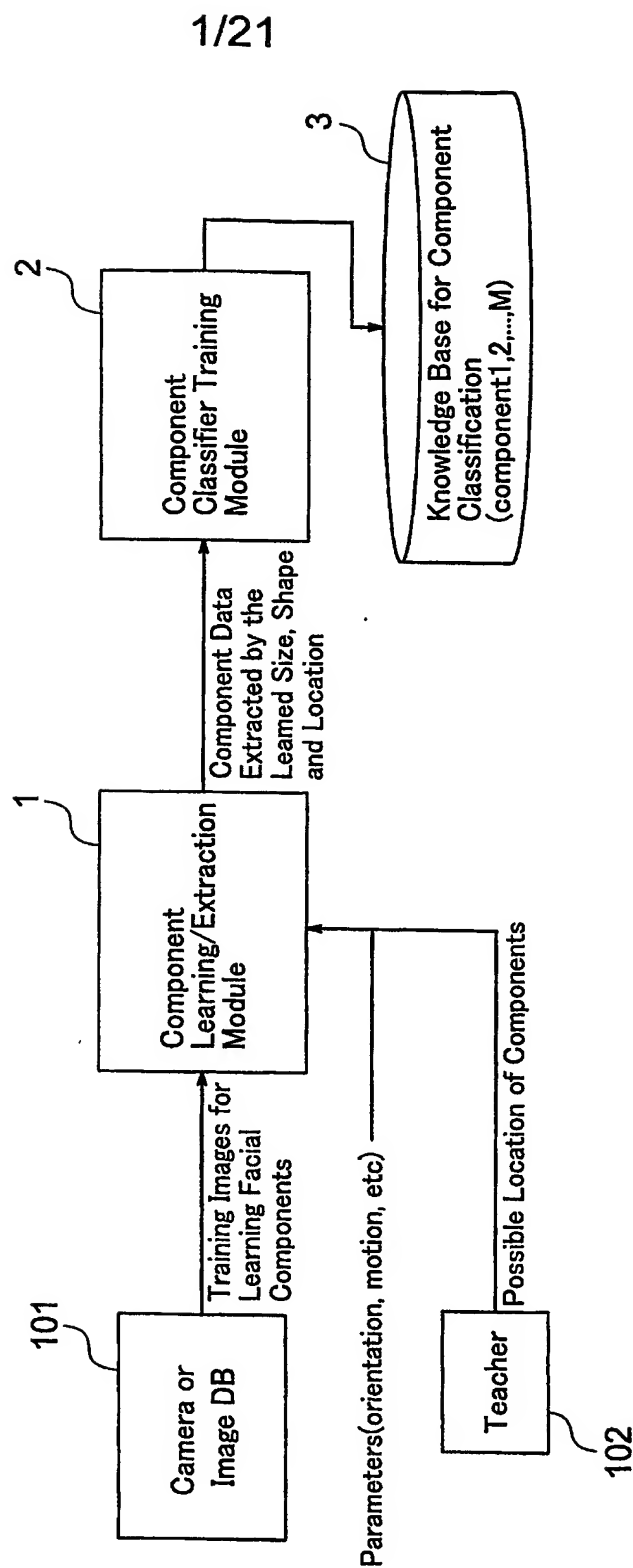 1/21
101
Camera or
Image DB
Training Images for
Learning Facial
Components
1
Component
Learning/Extraction
Module
Component Data
Extracted by the
Learned Size, Shape
and Location
2
Component
Classifier Training
Module
3
Knowledge Base for Component
Classification
(component1,2,...,M)
Parameters(orientation, motion, etc)
Teacher
102
Possible Location of Components